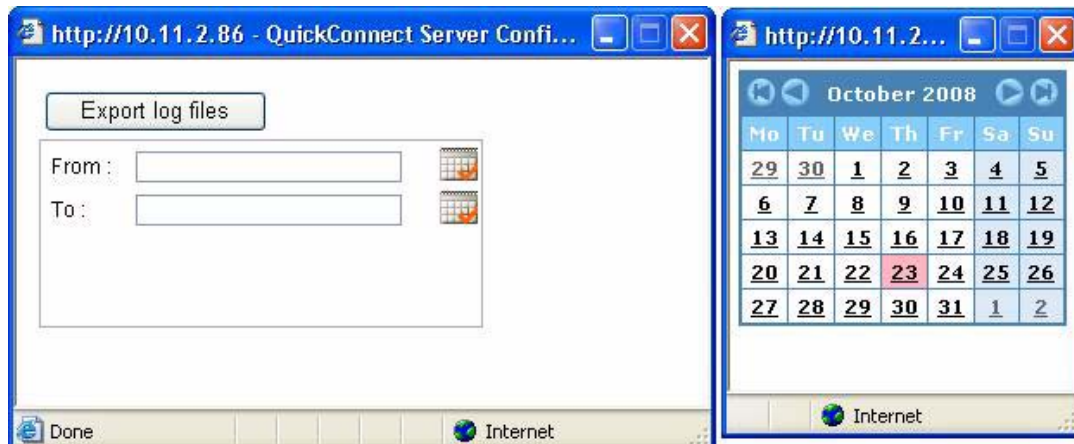 http://10.11.2.86 - QuickConnect Server Confi...
Export log files
From :
To :
Done
Internet
http://10.11.2...
October 2008
Mo Tu We Th Fr Sa Su
29 30 1 2 3 4 5
6 7 8 9 10 11 12
13 14 15 16 17 18 19
20 21 22 23 24 25 26
27 28 29 30 31 1 2
Internet